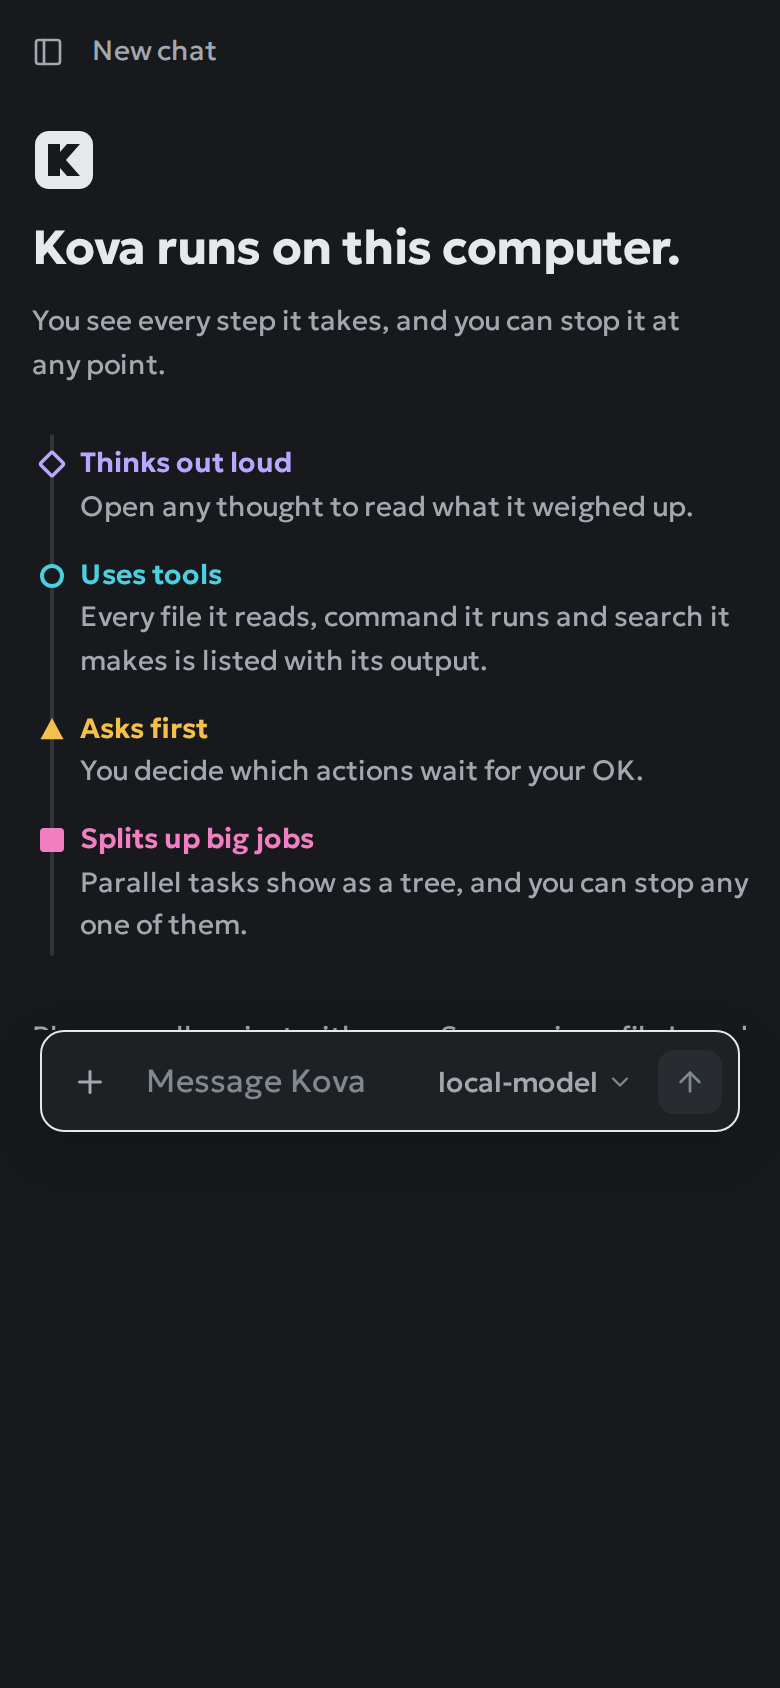 New chat
K
Kova runs on this computer.
You see every step it takes, and you can stop it at
any point.
Thinks out loud
Open any thought to read what it weighed up.
Uses tools
Every file it reads, command it runs and search it
makes is listed with its output.
Asks first
You decide which actions wait for your OK.
Splits up big jobs
Parallel tasks show as a tree, and you can stop any
one of them.
Message Kova
local-model